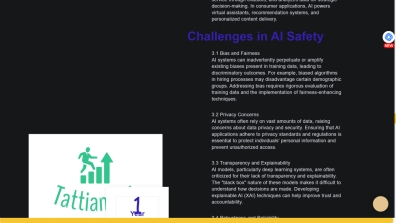 decision-making. In consumer applications, AI powers
virtual assistants, recommendation systems, and
personalized content delivery.
Challenges in AI Safety
3.1 Bias and Fairness
AI systems can inadvertently perpetuate or amplify
existing biases present in training data, leading to
discriminatory outcomes. For example, biased algorithms
in hiring processes may disadvantage certain demographic
groups. Addressing bias requires rigorous evaluation of
training data and the implementation of fairness-enhancing
techniques.
3.2 Privacy Concerns
AI systems often rely on vast amounts of data, raising
concerns about data privacy and security. Ensuring that AI
applications adhere to privacy standards and regulations is
essential to protect individuals' personal information and
prevent unauthorized access.
3.3 Transparency and Explainability
AI models, particularly deep learning systems, are often
criticized for their lack of transparency and explainability.
The "black box" nature of these models makes it difficult to
understand how decisions are made. Developing
explainable AI (XAI) techniques can help improve trust and
accountability.
Tattian
1
Year
NEW